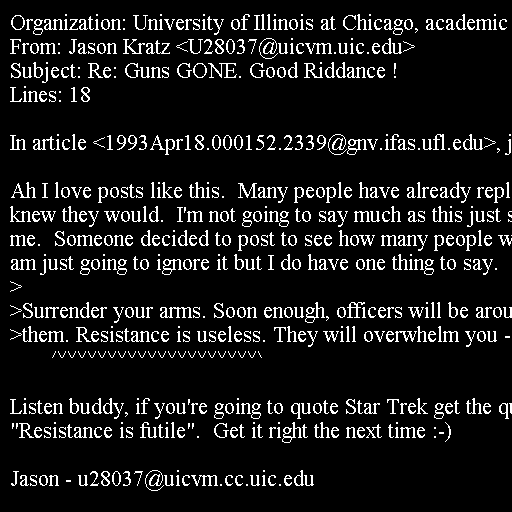 Organization: University of Illinois at Chicago, academic
From: Jason Kratz <U28037@uicvm.uic.edu>
Subject: Re: Guns GONE. Good Riddance !
Lines: 18
In article <1993Apr18.000152.2339@gnv.ifas.ufl.edu>, j
Ah I love posts like this.  Many people have already repl
knew they would.  I'm not going to say much as this just s
me.  Someone decided to post to see how many people w
am just going to ignore it but I do have one thing to say.
>
>Surrender your arms. Soon enough, officers will be arou
>them. Resistance is useless. They will overwhelm you -
/^^^^^^^^^^^^^^^^^^^^^\
Listen buddy, if you're going to quote Star Trek get the qu
"Resistance is futile".  Get it right the next time :-)
Jason - u28037@uicvm.cc.uic.edu